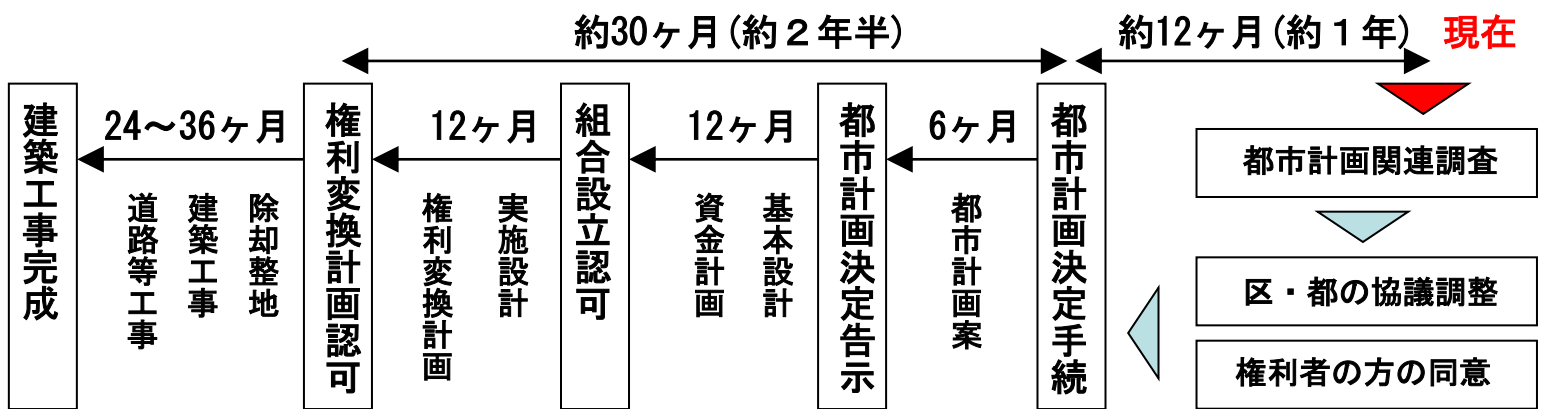 約30ヶ月(約２年半)
約12ヶ月(約１年)
現在
都市計画関連調査
区・都の協議調整
権利者の方の同意
都市計画決定手続
6ヶ月
都市計画案
都市計画決定告示
12ヶ月
基本設計
資金計画
組合設立認可
12ヶ月
実施設計
権利変換計画
権利変換計画認可
24～36ヶ月
除却整地
建築工事
道路等工事
建築工事完成